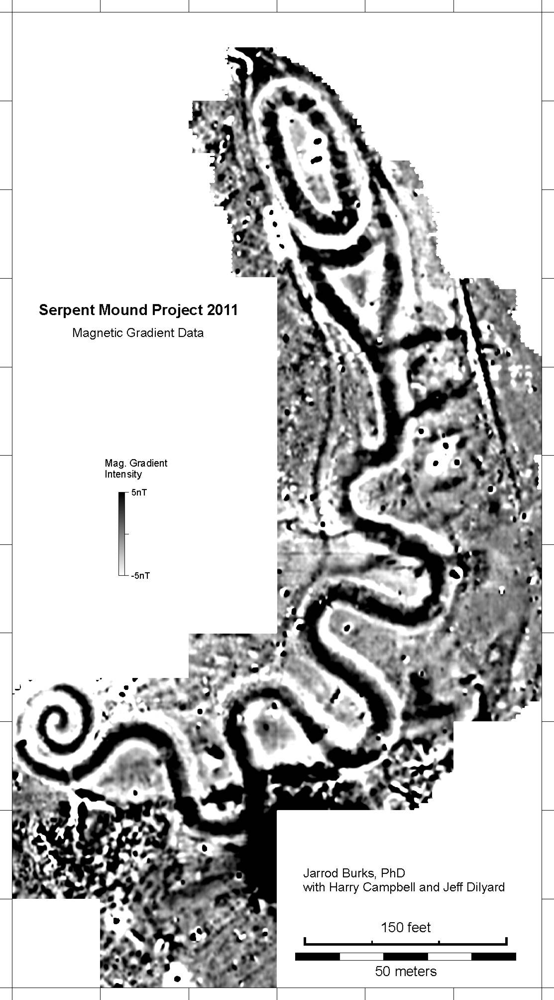 Serpent Mound Project 2011
Magnetic Gradient Data
Mag. Gradient
Intensity
5nT
-5nT
Jarrod Burks, PhD
with Harry Campbell and Jeff Dilyard
150 feet
50 meters